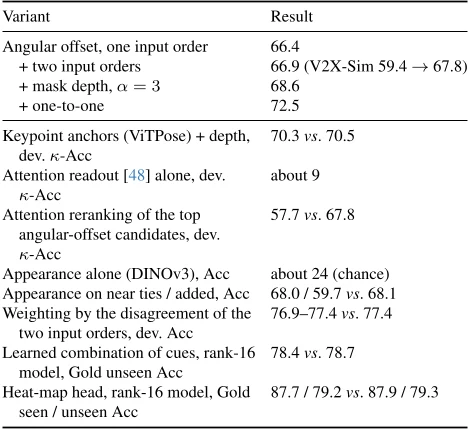 Variant Result
Angular offset, one input order 66.4
+ two input orders 66.9 (V2X-Sim 59.4 → 67.8)
+ mask depth, α = 3 68.6
+ one-to-one 72.5
Keypoint anchors (ViTPose) + depth, 70.3 vs. 70.5
dev. κ-Acc
Attention readout [48] alone, dev. about 9
κ-Acc
Attention reranking of the top 57.7 vs. 67.8
angular-offset candidates, dev.
κ-Acc
Appearance alone (DINOv3), Acc about 24 (chance)
Appearance on near ties / added, Acc 68.0 / 59.7 vs. 68.1
Weighting by the disagreement of the 76.9–77.4 vs. 77.4
two input orders, dev. Acc
Learned combination of cues, rank-16 78.4 vs. 78.7
model, Gold unseen Acc
Heat-map head, rank-16 model, Gold 87.7 / 79.2 vs. 87.9 / 79.3
seen / unseen Acc